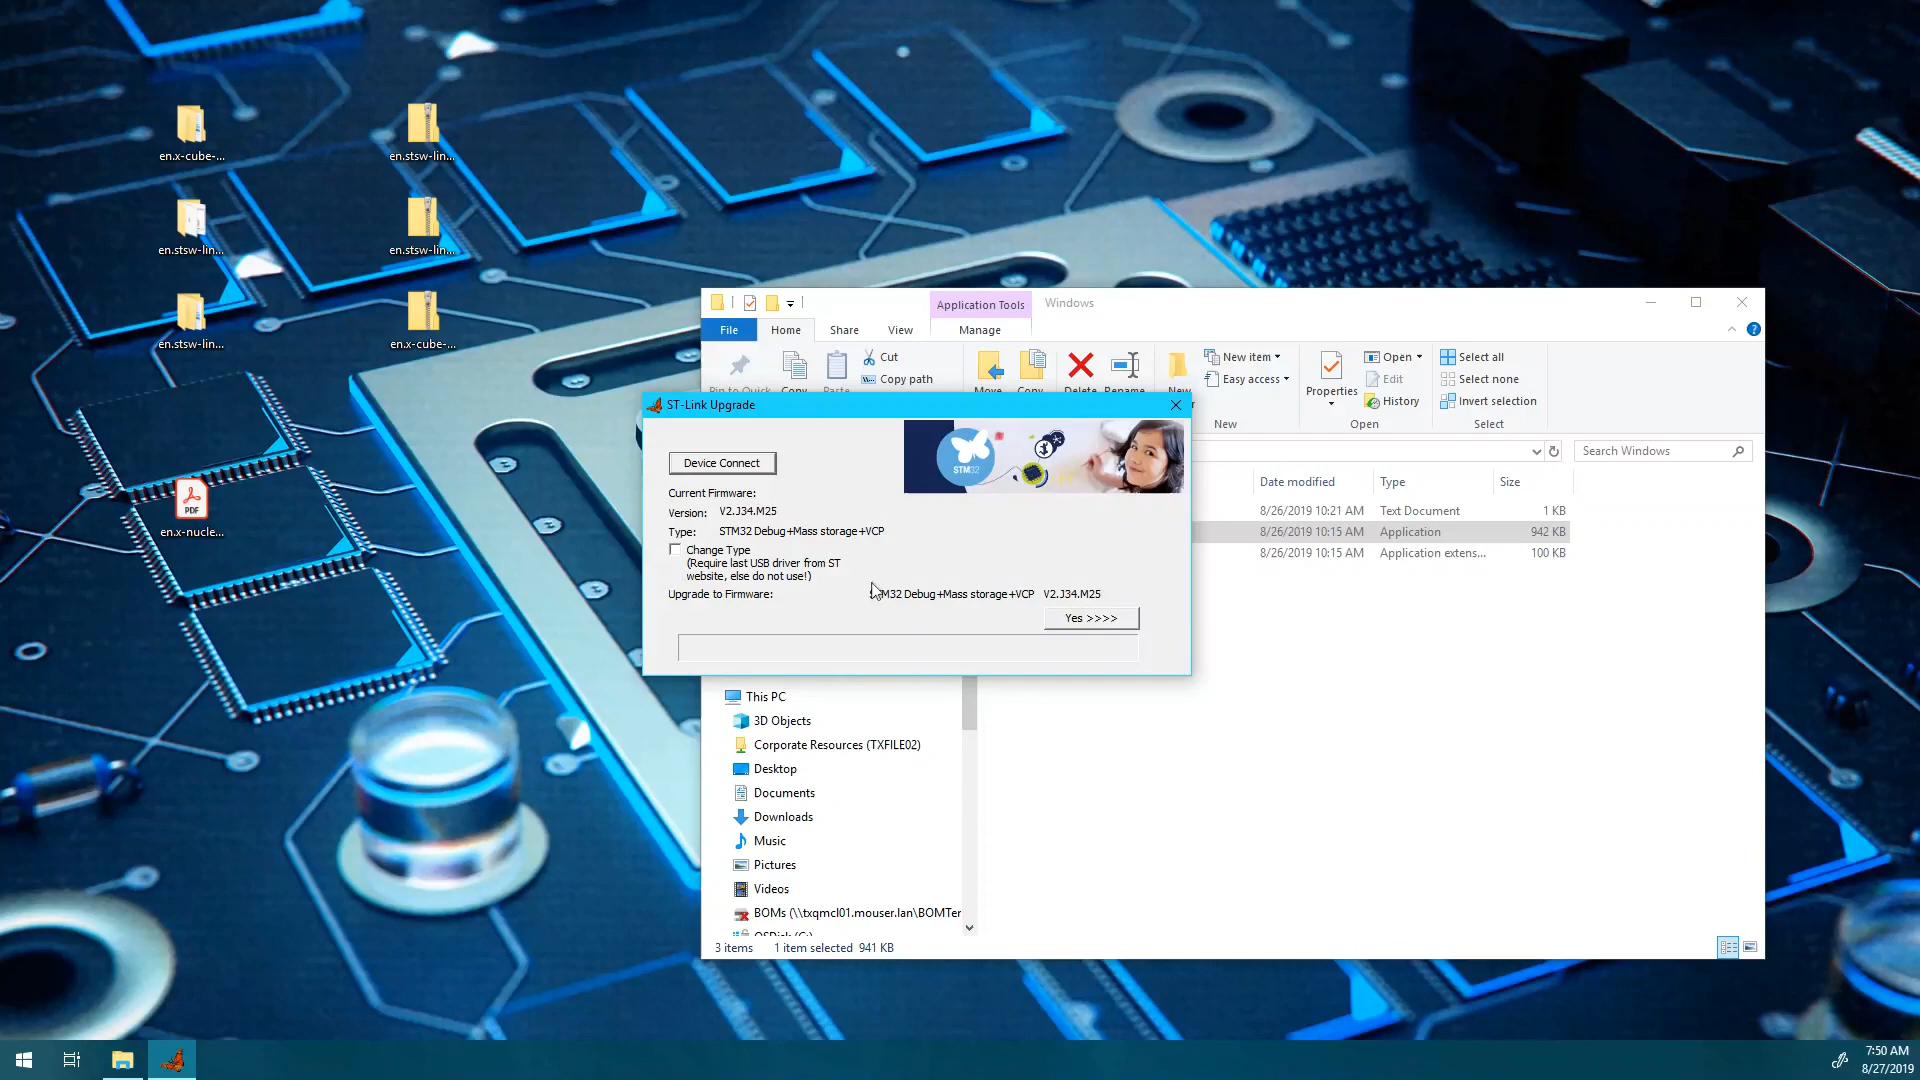 en.x-cube-...
en.stsw-lin...
en.stsw-lin...
en.stsw-lin...
en.stsw-lin...
en.x-cube-...
PDF
en.x-nucle...
Application Tools
Windows
File
Home
Share
View
Manage
Cut
Copy path
Pin to Quick
Copy
Paste
Move
Copy
Delete
Rename
New
New item
Easy access
New
Properties
Open
Edit
History
Open
Select all
Select none
Invert selection
Select
Search Windows
Date modified
Type
Size
8/26/2019 10:21 AM
Text Document
1 KB
8/26/2019 10:15 AM
Application
942 KB
8/26/2019 10:15 AM
Application extens...
100 KB
ST-Link Upgrade
Device Connect
STM32
Current Firmware:
Version:
V2.J34.M25
Type:
STM32 Debug+Mass storage+VCP
Change Type
(Require last USB driver from ST
website, else do not use!)
Upgrade to Firmware:
M32 Debug+Mass storage+VCP
V2.J34.M25
Yes >>>>
This PC
3D Objects
Corporate Resources (TXFILE02)
Desktop
Documents
Downloads
Music
Pictures
Videos
BOMs (\\txqmcl01.mouser.lan\BOMTer
OSDisk (C:)
3 items
1 item selected 941 KB
7:50 AM
8/27/2019